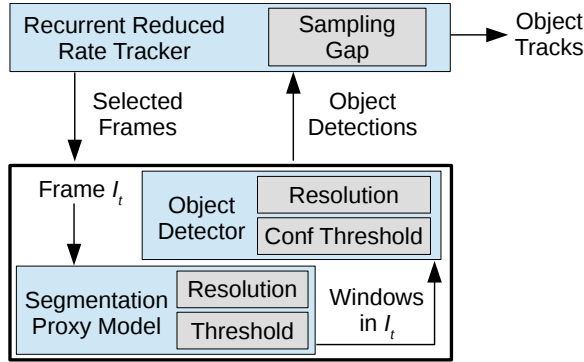 Recurrent Reduced
Rate Tracker
Sampling
Gap
Object
Tracks
Selected
Frames
Object
Detections
Frame I_t
Object
Detector
Resolution
Conf Threshold
Segmentation
Proxy Model
Resolution
Threshold
Windows
in I_t